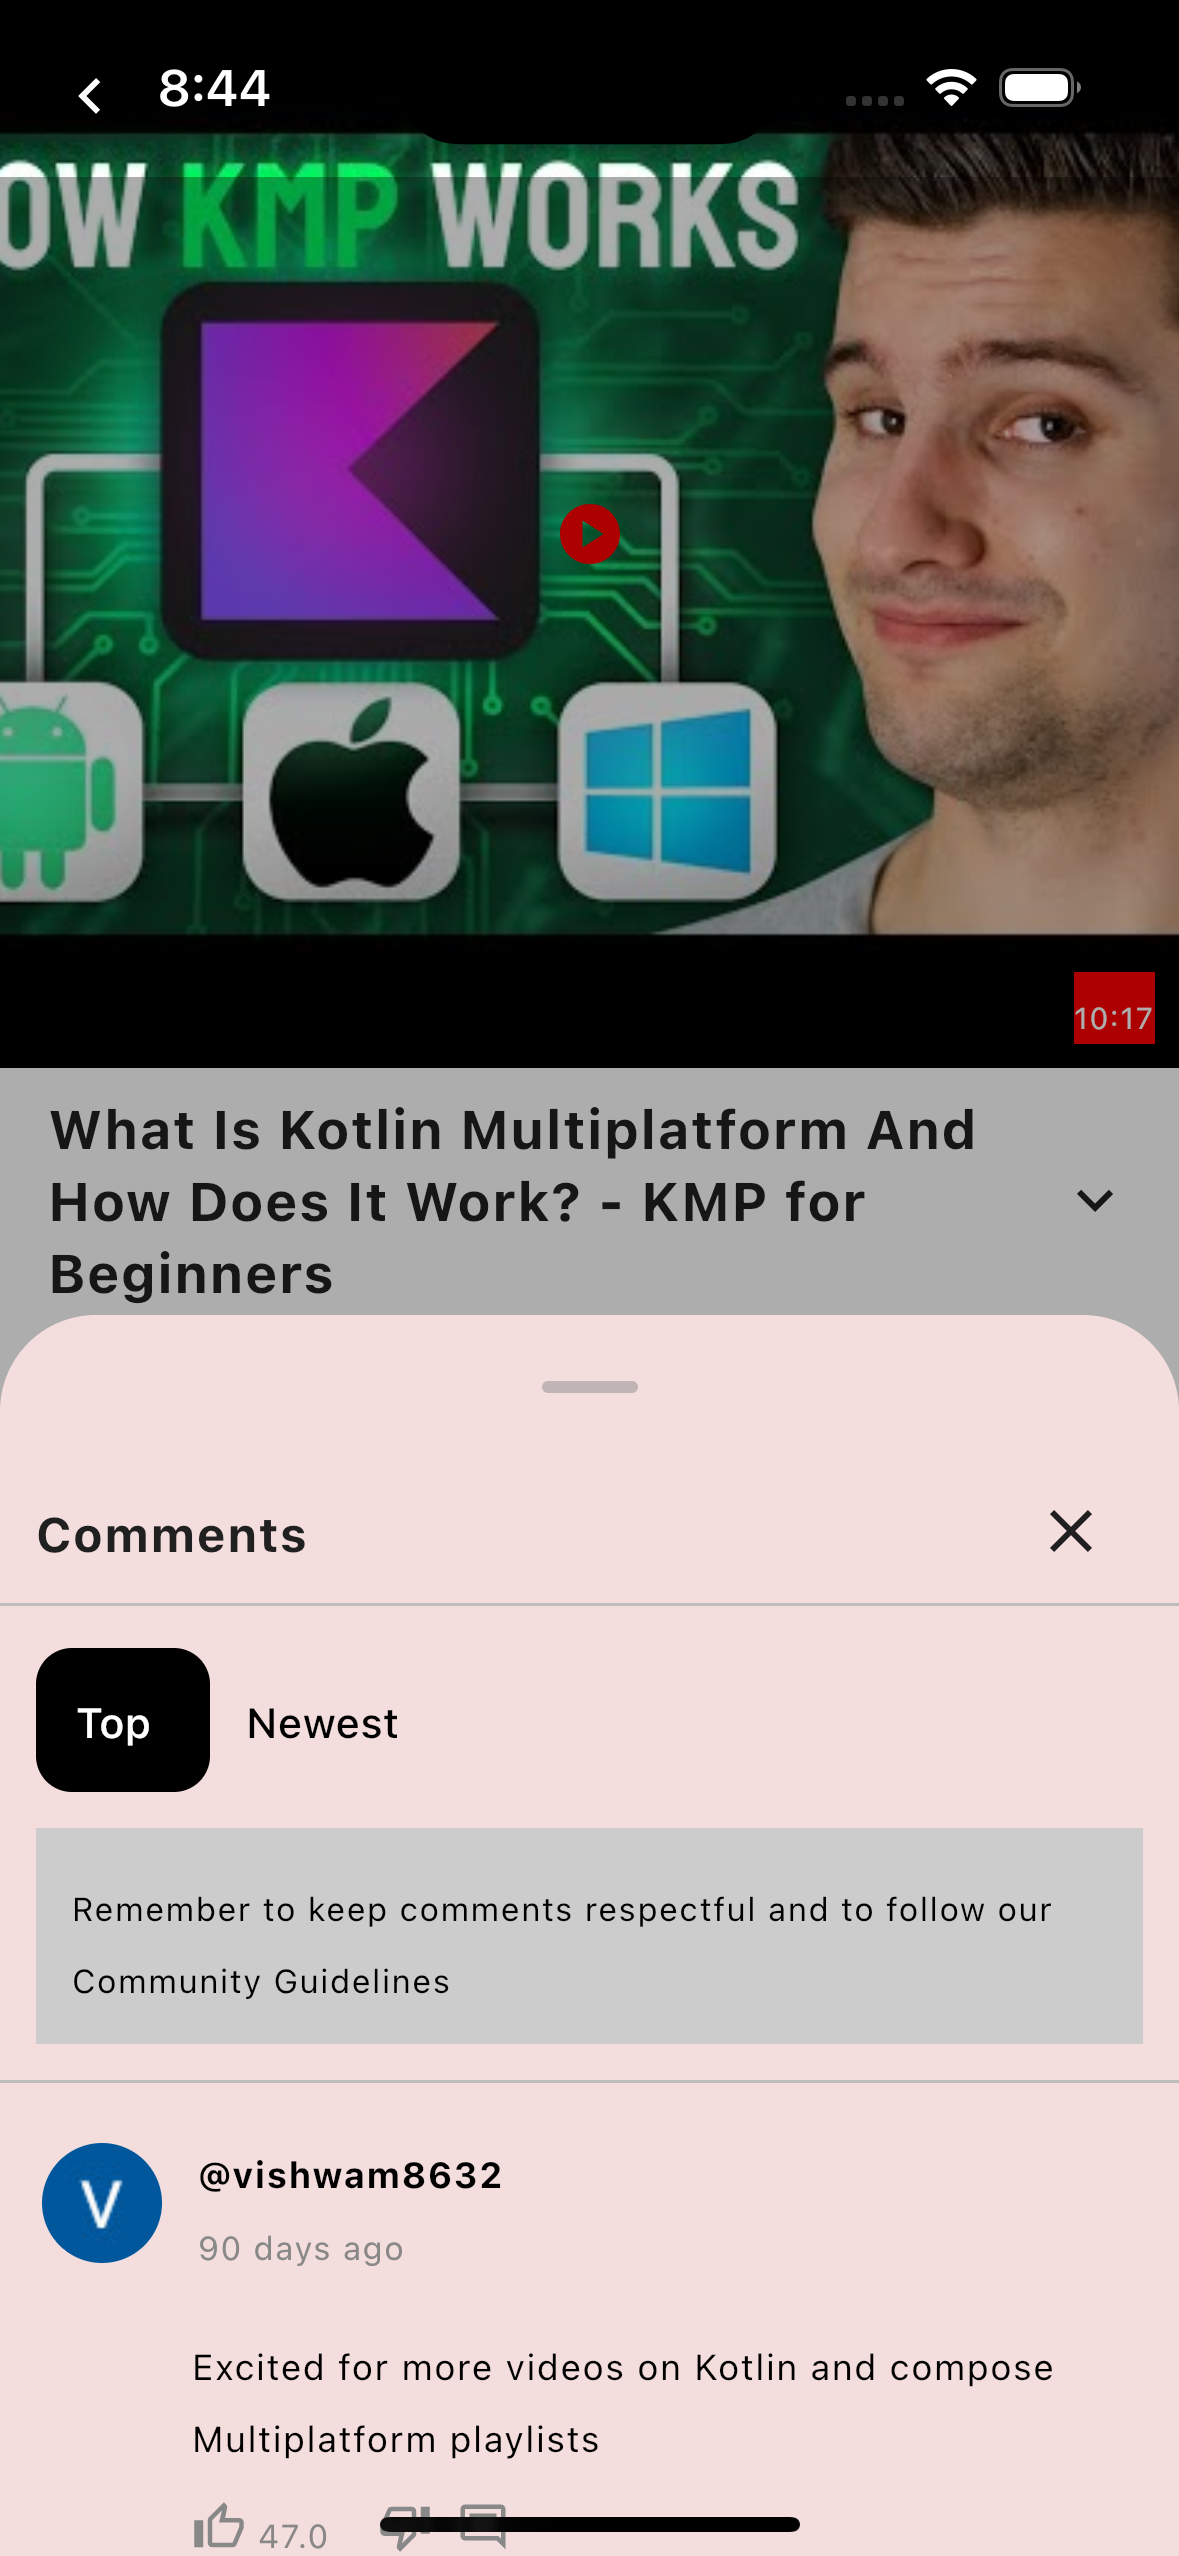 8:44
OW KMP WORKS
10:17
What Is Kotlin Multiplatform And
How Does It Work? - KMP for
Beginners
Comments
Top
Newest
Remember to keep comments respectful and to follow our
Community Guidelines
V
@vishwam8632
90 days ago
Excited for more videos on Kotlin and compose
Multiplatform playlists
47.0